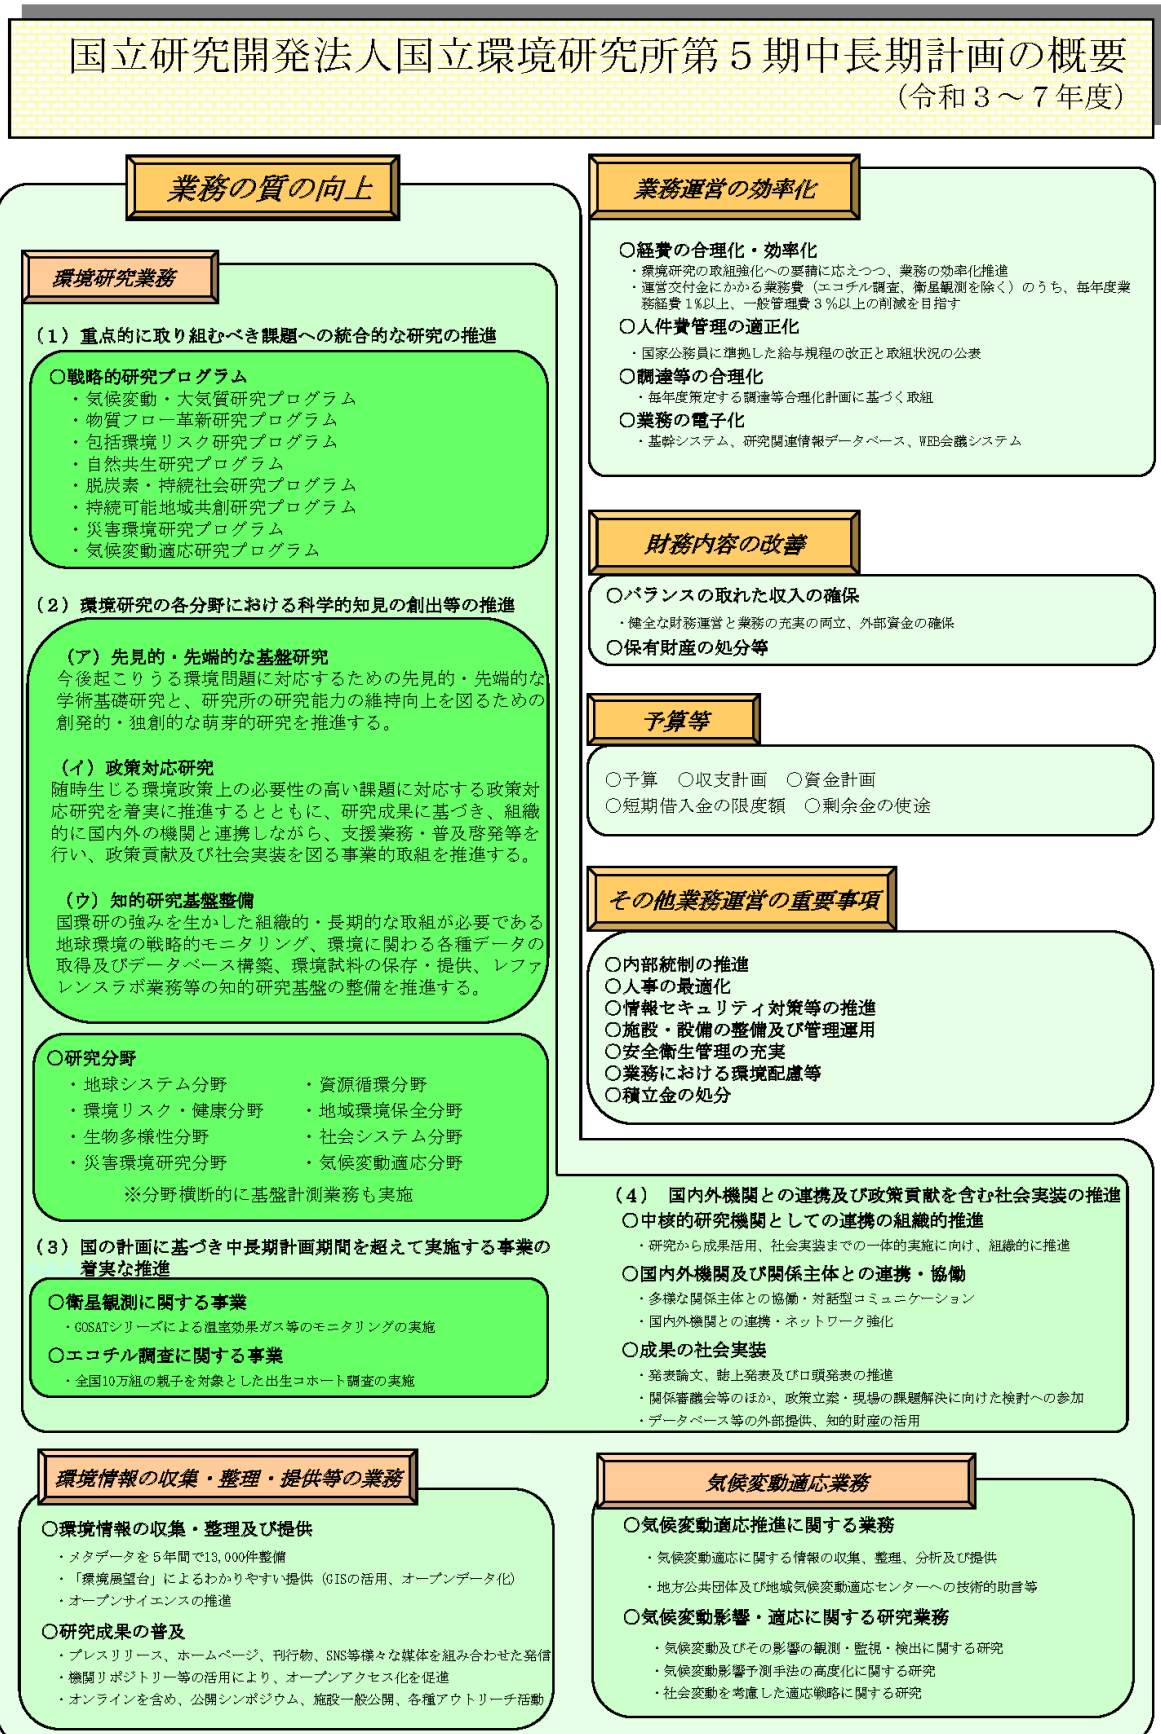 国立研究開発法人国立環境研究所第５期中長期計画の概要
（令和３～７年度）
業務の質の向上
環境研究業務
（１）重点的に取り組むべき課題への統合的な研究の推進
○戦略的研究プログラム
・気候変動・大気質研究プログラム
・物質フロー革新研究プログラム
・包括環境リスク研究プログラム
・自然共生研究プログラム
・脱炭素・持続社会研究プログラム
・持続可能地域共創研究プログラム
・災害環境研究プログラム
・気候変動適応研究プログラム
（２）環境研究の各分野における科学的知見の創出等の推進
（ア）先見的・先端的な基盤研究
今後起こりうる環境問題に対応するための先見的・先端的な
学術基礎研究と、研究所の研究能力の維持向上を図るための
創発的・独創的な萌芽的研究を推進する。
（イ）政策対応研究
随時生じる環境政策上の必要性の高い課題に対応する政策対
応研究を着実に推進するとともに、研究成果に基づき、組織
的に国内外の機関と連携しながら、支援業務・普及啓発等を
行い、政策貢献及び社会実装を図る事業的取組を推進する。
（ウ）知的研究基盤整備
国環研の強みを生かした組織的・長期的な取組が必要である
地球環境の戦略的モニタリング、環境に関わる各種データの
取得及びデータベース構築、環境試料の保存・提供、レファ
レンスラボ業務等の知的研究基盤の整備を推進する。
○研究分野
・地球システム分野　・資源循環分野
・環境リスク・健康分野　・地域環境保全分野
・生物多様性分野　・社会システム分野
・災害環境研究分野　・気候変動適応分野
※分野横断的に基盤計測業務も実施
（３）国の計画に基づき中長期計画期間を超えて実施する事業の
着実な推進
○衛星観測に関する事業
・GOSATシリーズによる温室効果ガス等のモニタリングの実施
○エコチル調査に関する事業
・全国10万組の親子を対象とした出生コホート調査の実施
業務運営の効率化
○経費の合理化・効率化
・環境研究の取組強化への要請に応えつつ、業務の効率化推進
・運営交付金にかかる業務費（エコチル調査、衛星観測を除く）のうち、毎年度業
務経費１％以上、一般管理費３％以上の削減を目指す
○人件費管理の適正化
・国家公務員に準拠した給与規程の改正と取組状況の公表
○調達等の合理化
・毎年度策定する調達等合理化計画に基づく取組
○業務の電子化
・基幹システム、研究関連情報データベース、WEB会議システム
財務内容の改善
○バランスの取れた収入の確保
・健全な財務運営と業務の充実の両立、外部資金の確保
○保有財産の処分等
予算等
○予算　○収支計画　○資金計画
○短期借入金の限度額　○剰余金の使途
その他業務運営の重要事項
○内部統制の推進
○人事の最適化
○情報セキュリティ対策等の推進
○施設・設備の整備及び管理運用
○安全衛生管理の充実
○業務における環境配慮等
○積立金の処分
（４）　国内外機関との連携及び政策貢献を含む社会実装の推進
○中核的研究機関としての連携の組織的推進
・研究から成果活用、社会実装までの一体的実施に向け、組織的に推進
○国内外機関及び関係主体との連携・協働
・多様な関係主体との協働・対話型コミュニケーション
・国内外機関との連携・ネットワーク強化
○成果の社会実装
・発表論文、誌上発表及び口頭発表の推進
・関係審議会等のほか、政策立案・現場の課題解決に向けた検討への参加
・データベース等の外部提供、知的財産の活用
環境情報の収集・整理・提供等の業務
○環境情報の収集・整理及び提供
・メタデータを５年間で13,000件整備
・「環境展望台」によるわかりやすい提供（GISの活用、オープンデータ化）
・オープンサイエンスの推進
○研究成果の普及
・プレスリリース、ホームページ、刊行物、SNS等様々な媒体を組み合わせた発信
・機関リポジトリー等の活用により、オープンアクセス化を促進
・オンラインを含め、公開シンポジウム、施設一般公開、各種アウトリーチ活動
気候変動適応業務
○気候変動適応推進に関する業務
・気候変動適応に関する情報の収集、整理、分析及び提供
・地方公共団体及び地域気候変動適応センターへの技術的助言等
○気候変動影響・適応に関する研究業務
・気候変動及びその影響の観測・監視・検出に関する研究
・気候変動影響予測手法の高度化に関する研究
・社会変動を考慮した適応戦略に関する研究